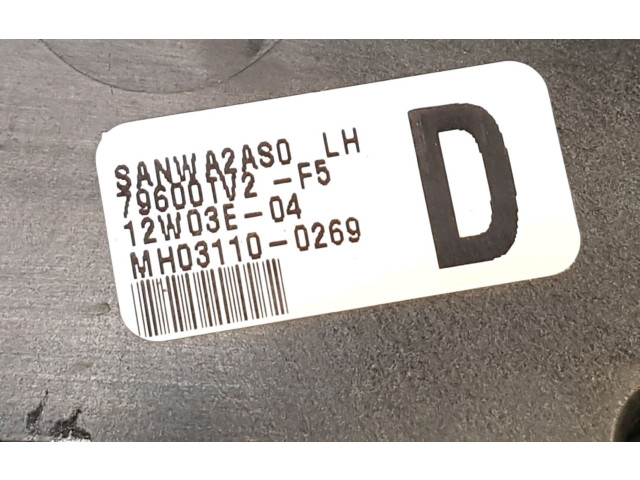 SANWA2AS0 LH
79600TV2 -F5
12W03E-04
MH03110-0269
D